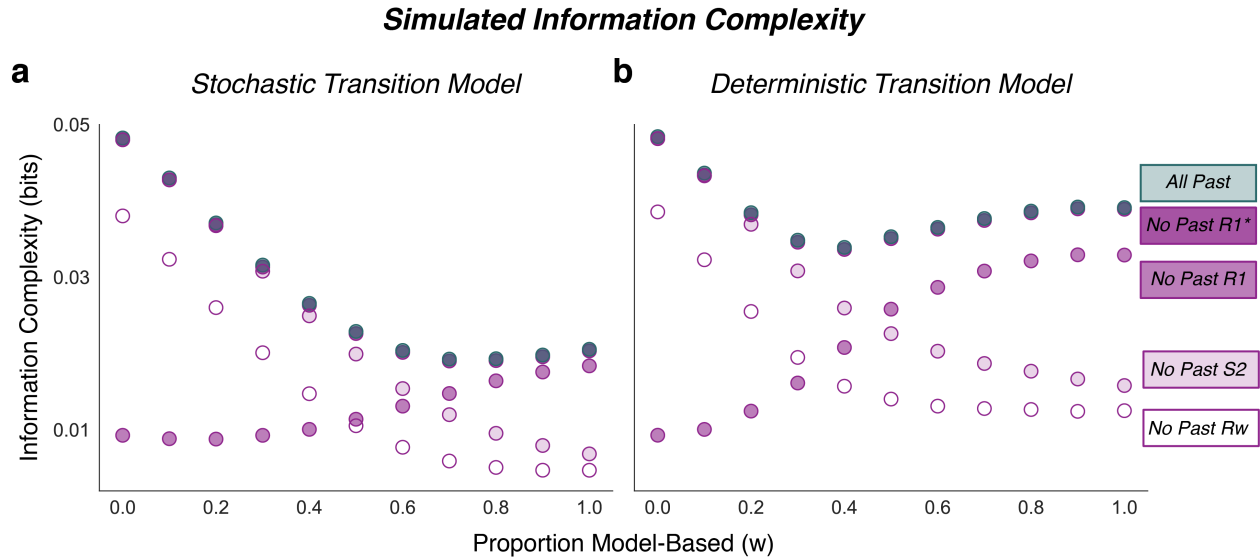 Simulated Information Complexity
a
Stochastic Transition Model
b
Deterministic Transition Model
Information Complexity (bits)
0.05
0.03
0.01
0.0 0.2 0.4 0.6 0.8 1.0
0.0 0.2 0.4 0.6 0.8 1.0
Proportion Model-Based (w)
All Past
No Past R1*
No Past R1
No Past S2
No Past Rw